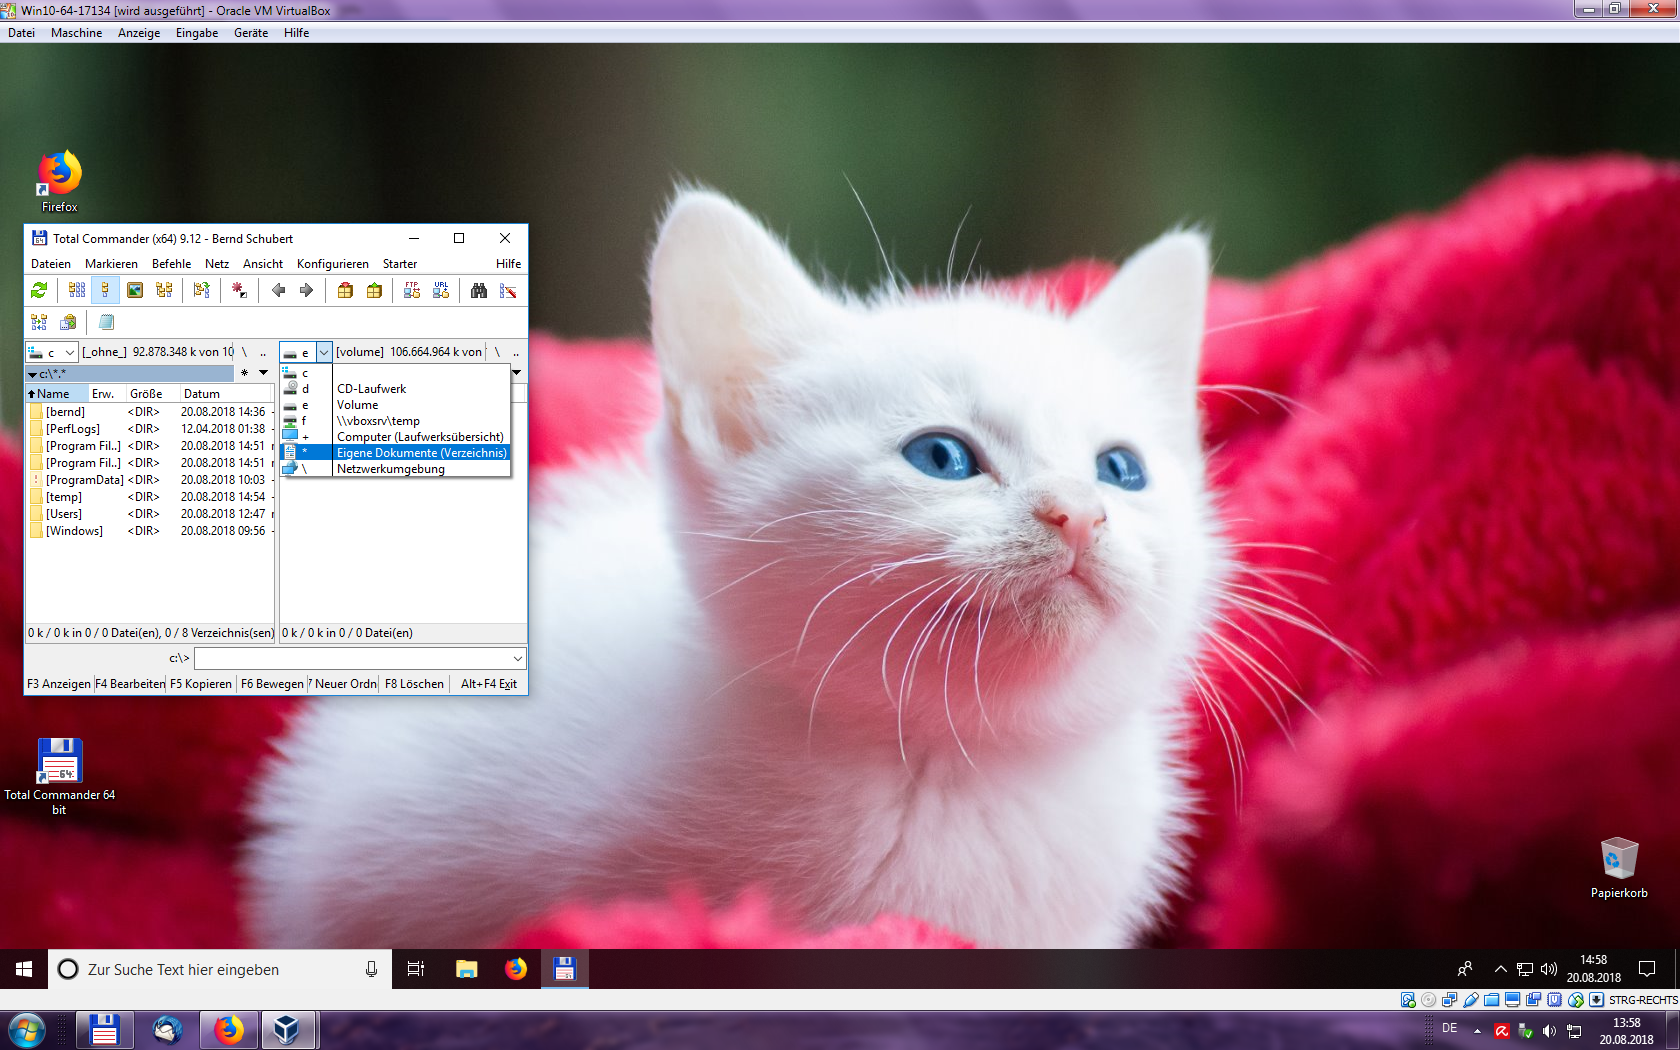 Win10-64-17134 [wird ausgeführt] - Oracle VM VirtualBox
Datei Maschine Anzeige Eingabe Geräte Hilfe
Firefox
Total Commander (x64) 9.12 - Bernd Schubert
Dateien Markieren Befehle Netz Ansicht Konfigurieren Starter Hilfe
FTP URL
c [_ohne_] 92.878.348 k von 10 \ .. e [volume] 106.664.964 k von \ ..
c:\*.* * c
d CD-Laufwerk
Name Erw. Größe Datum
e Volume
[bernd] <DIR> 20.08.2018 14:36 -
f \\vboxsrv\temp
[PerfLogs] <DIR> 12.04.2018 01:38 -
+ Computer (Laufwerksübersicht)
[Program Fil..] <DIR> 20.08.2018 14:51
* Eigene Dokumente (Verzeichnis)
[Program Fil..] <DIR> 20.08.2018 14:51
\ Netzwerkumgebung
[ProgramData] <DIR> 20.08.2018 10:03 -
[temp] <DIR> 20.08.2018 14:54 -
[Users] <DIR> 20.08.2018 12:47
[Windows] <DIR> 20.08.2018 09:56 -
0 k / 0 k in 0 / 0 Datei(en), 0 / 8 Verzeichnis(sen) 0 k / 0 k in 0 / 0 Datei(en)
c:\>
F3 Anzeigen F4 Bearbeiten F5 Kopieren F6 Bewegen 7 Neuer Ordn F8 Löschen Alt+F4 Exit
Total Commander 64
bit
Papierkorb
Zur Suche Text hier eingeben
14:58
20.08.2018
STRG-RECHTS
DE
13:58
20.08.2018